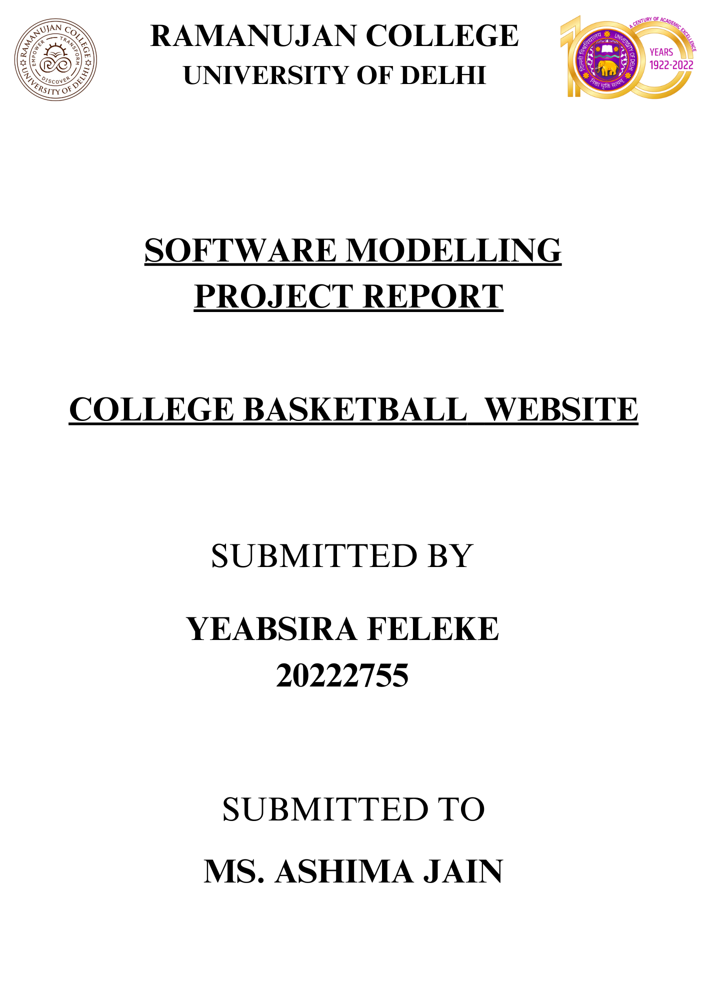 RAMANUJAN COLLEGE
UNIVERSITY OF DELHI
RAMANUJAN COLLEGE
UNIVERSITY OF DELHI
EMPOWER
TRANSFORM
DISCOVER
A CENTURY OF ACADEMIC EXCELLENCE
YEARS
1922-2022
दिल्ली विश्वविद्यालय
UNIVERSITY OF DELHI
निष्ठा धृतिः सत्यम्
SOFTWARE MODELLING
PROJECT REPORT
COLLEGE BASKETBALL  WEBSITE
SUBMITTED BY
YEABSIRA FELEKE
20222755
SUBMITTED TO
MS. ASHIMA JAIN